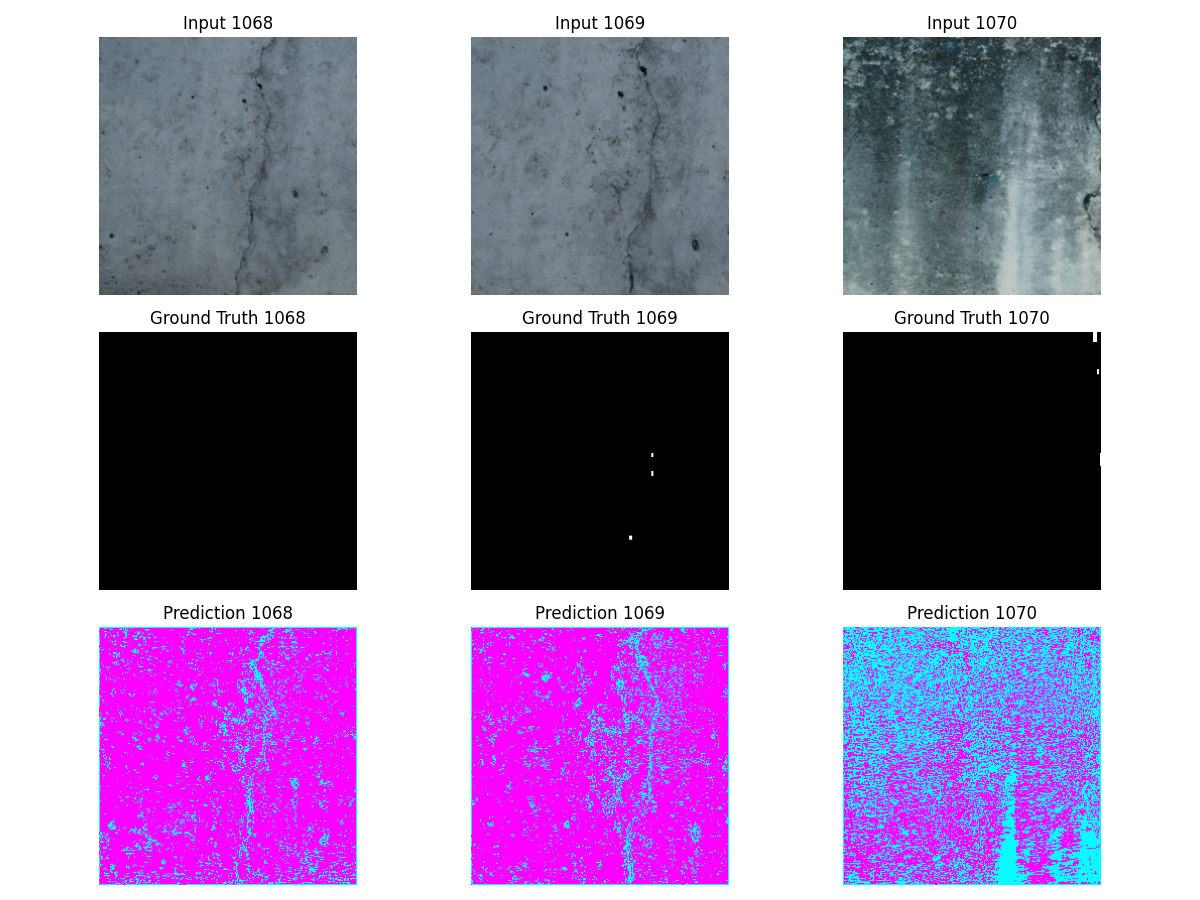 Input 1068
Input 1069
Input 1070
Ground Truth 1068
Ground Truth 1069
Ground Truth 1070
Prediction 1068
Prediction 1069
Prediction 1070